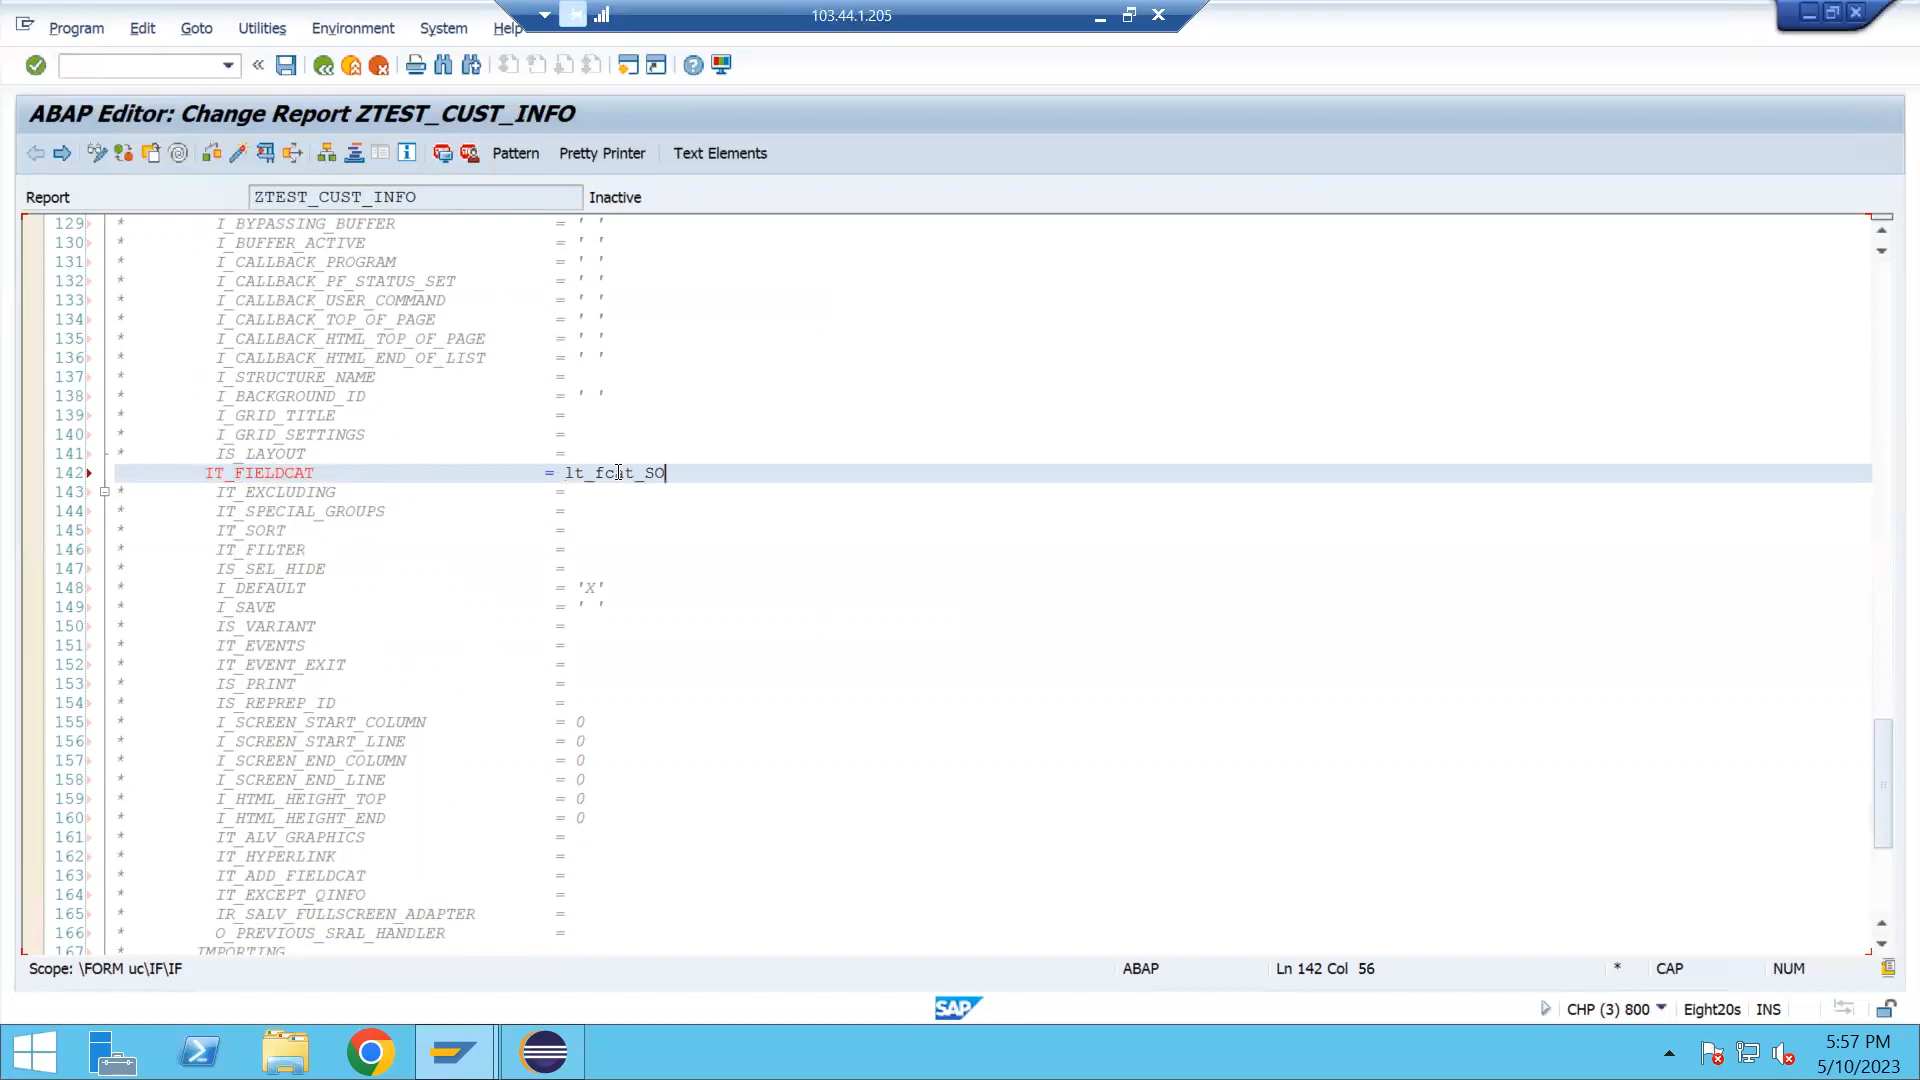 103.44.1.205
Program Edit Goto Utilities Environment System Help
ABAP Editor: Change Report ZTEST_CUST_INFO
Pattern Pretty Printer Text Elements
Report ZTEST_CUST_INFO Inactive
129 * I_BYPASSING_BUFFER = ' '
130 * I_BUFFER_ACTIVE = ' '
131 * I_CALLBACK_PROGRAM = ' '
132 * I_CALLBACK_PF_STATUS_SET = ' '
133 * I_CALLBACK_USER_COMMAND = ' '
134 * I_CALLBACK_TOP_OF_PAGE = ' '
135 * I_CALLBACK_HTML_TOP_OF_PAGE = ' '
136 * I_CALLBACK_HTML_END_OF_LIST = ' '
137 * I_STRUCTURE_NAME =
138 * I_BACKGROUND_ID = ' '
139 * I_GRID_TITLE =
140 * I_GRID_SETTINGS =
141 * IS_LAYOUT =
142 IT_FIELDCAT = lt_fcat_SO
143 * IT_EXCLUDING =
144 * IT_SPECIAL_GROUPS =
145 * IT_SORT =
146 * IT_FILTER =
147 * IS_SEL_HIDE =
148 * I_DEFAULT = 'X'
149 * I_SAVE = ' '
150 * IS_VARIANT =
151 * IT_EVENTS =
152 * IT_EVENT_EXIT =
153 * IS_PRINT =
154 * IS_REPREP_ID =
155 * I_SCREEN_START_COLUMN = 0
156 * I_SCREEN_START_LINE = 0
157 * I_SCREEN_END_COLUMN = 0
158 * I_SCREEN_END_LINE = 0
159 * I_HTML_HEIGHT_TOP = 0
160 * I_HTML_HEIGHT_END = 0
161 * IT_ALV_GRAPHICS =
162 * IT_HYPERLINK =
163 * IT_ADD_FIELDCAT =
164 * IT_EXCEPT_QINFO =
165 * IR_SALV_FULLSCREEN_ADAPTER =
166 * O_PREVIOUS_SRAL_HANDLER =
167 * IMPORTING
Scope: \FORM uc\IF\IF ABAP Ln 142 Col 56 * CAP NUM
SAP CHP (3) 800 Eight20s INS
5:57 PM
5/10/2023